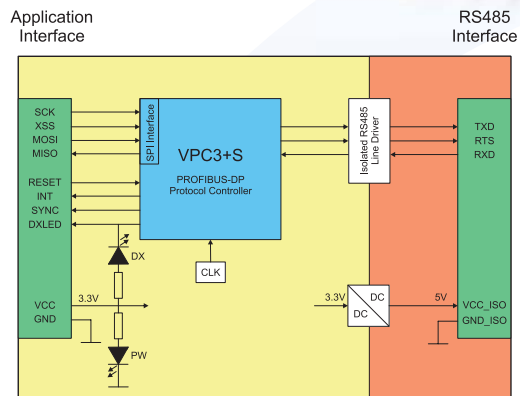 Application
Interface
RS485
Interface
SCK
XSS
MOSI
MISO
RESET
INT
SYNC
DXLED
VCC
GND
3.3V
SPI Interface
VPC3+S
PROFIBUS-DP
Protocol Controller
CLK
DX
PW
Isolated RS485
Line Driver
3.3V
DC
DC
5V
TXD
RTS
RXD
VCC_ISO
GND_ISO